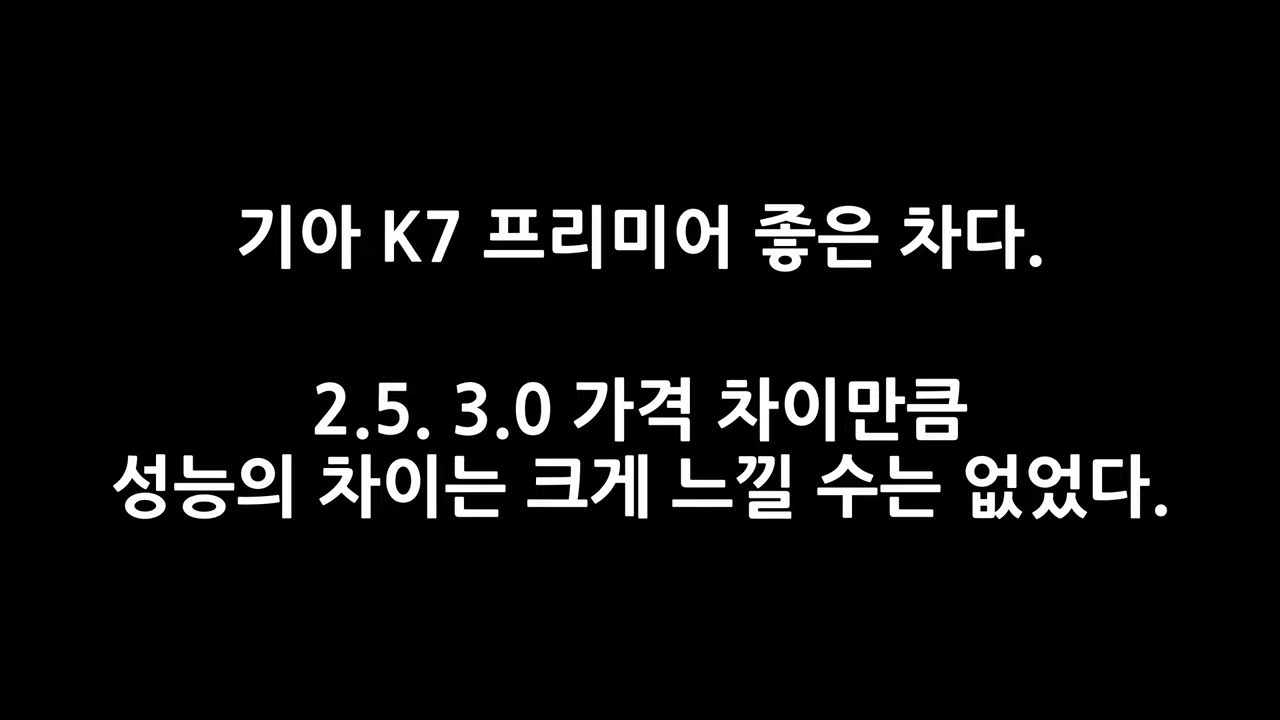 기아 K7 프리미어 좋은 차다.
2.5. 3.0 가격 차이만큼
성능의 차이는 크게 느낄 수는 없었다.